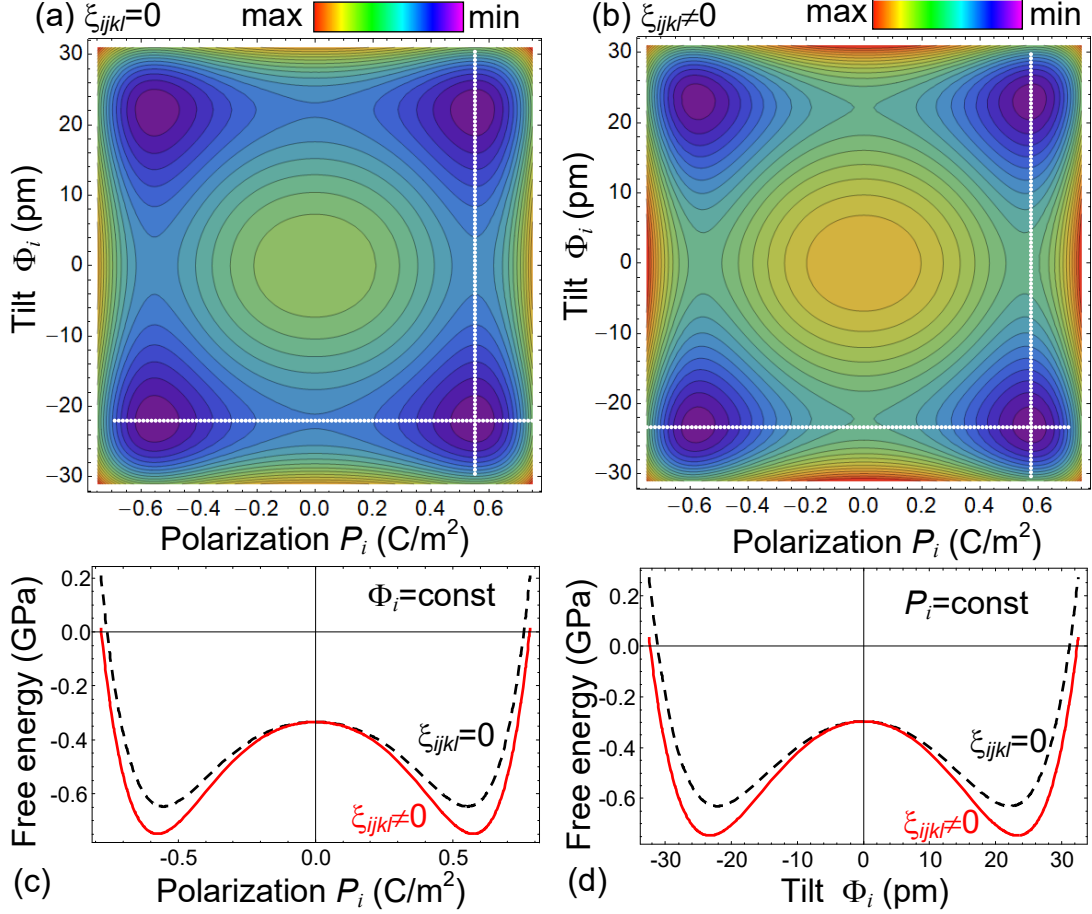 (a) ξijkl=0 max min
(b) ξijkl≠0 max min
Tilt Φi (pm)
30
20
10
0
−10
−20
−30
−0.6 −0.4 −0.2 0.0 0.2 0.4 0.6
Polarization Pi (C/m²)
Tilt Φi (pm)
30
20
10
0
−10
−20
−30
−0.6 −0.4 −0.2 0.0 0.2 0.4 0.6
Polarization Pi (C/m²)
Free energy (GPa)
0.2
0.0
-0.2
-0.4
-0.6
Φi=const
ξijkl=0
ξijkl≠0
-0.5 0.0 0.5
(c) Polarization Pi (C/m²)
Free energy (GPa)
0.2
0.0
-0.2
-0.4
-0.6
Pi=const
ξijkl=0
ξijkl≠0
-30 -20 -10 0 10 20 30
(d) Tilt Φi (pm)